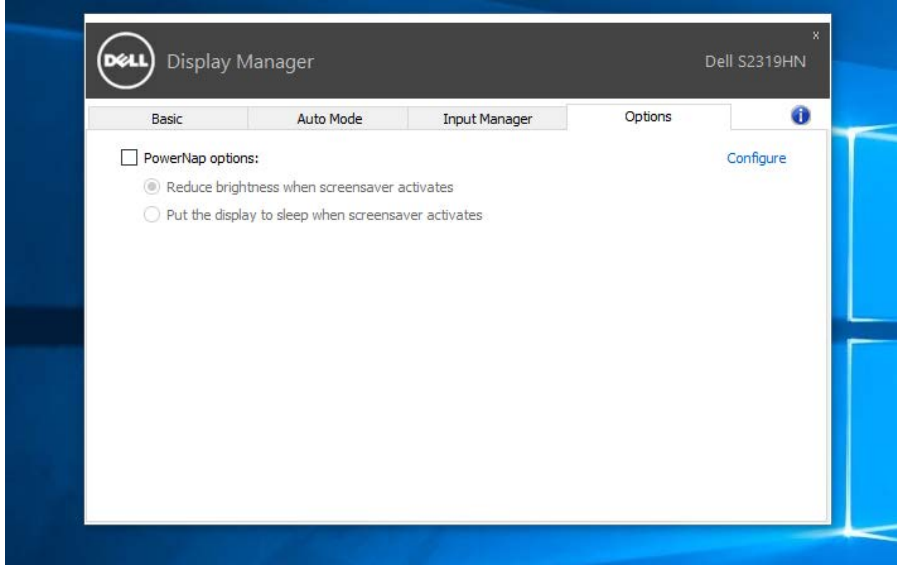 x
DELL Display Manager Dell S2319HN
Basic Auto Mode Input Manager Options i
PowerNap options: Configure
Reduce brightness when screensaver activates
Put the display to sleep when screensaver activates